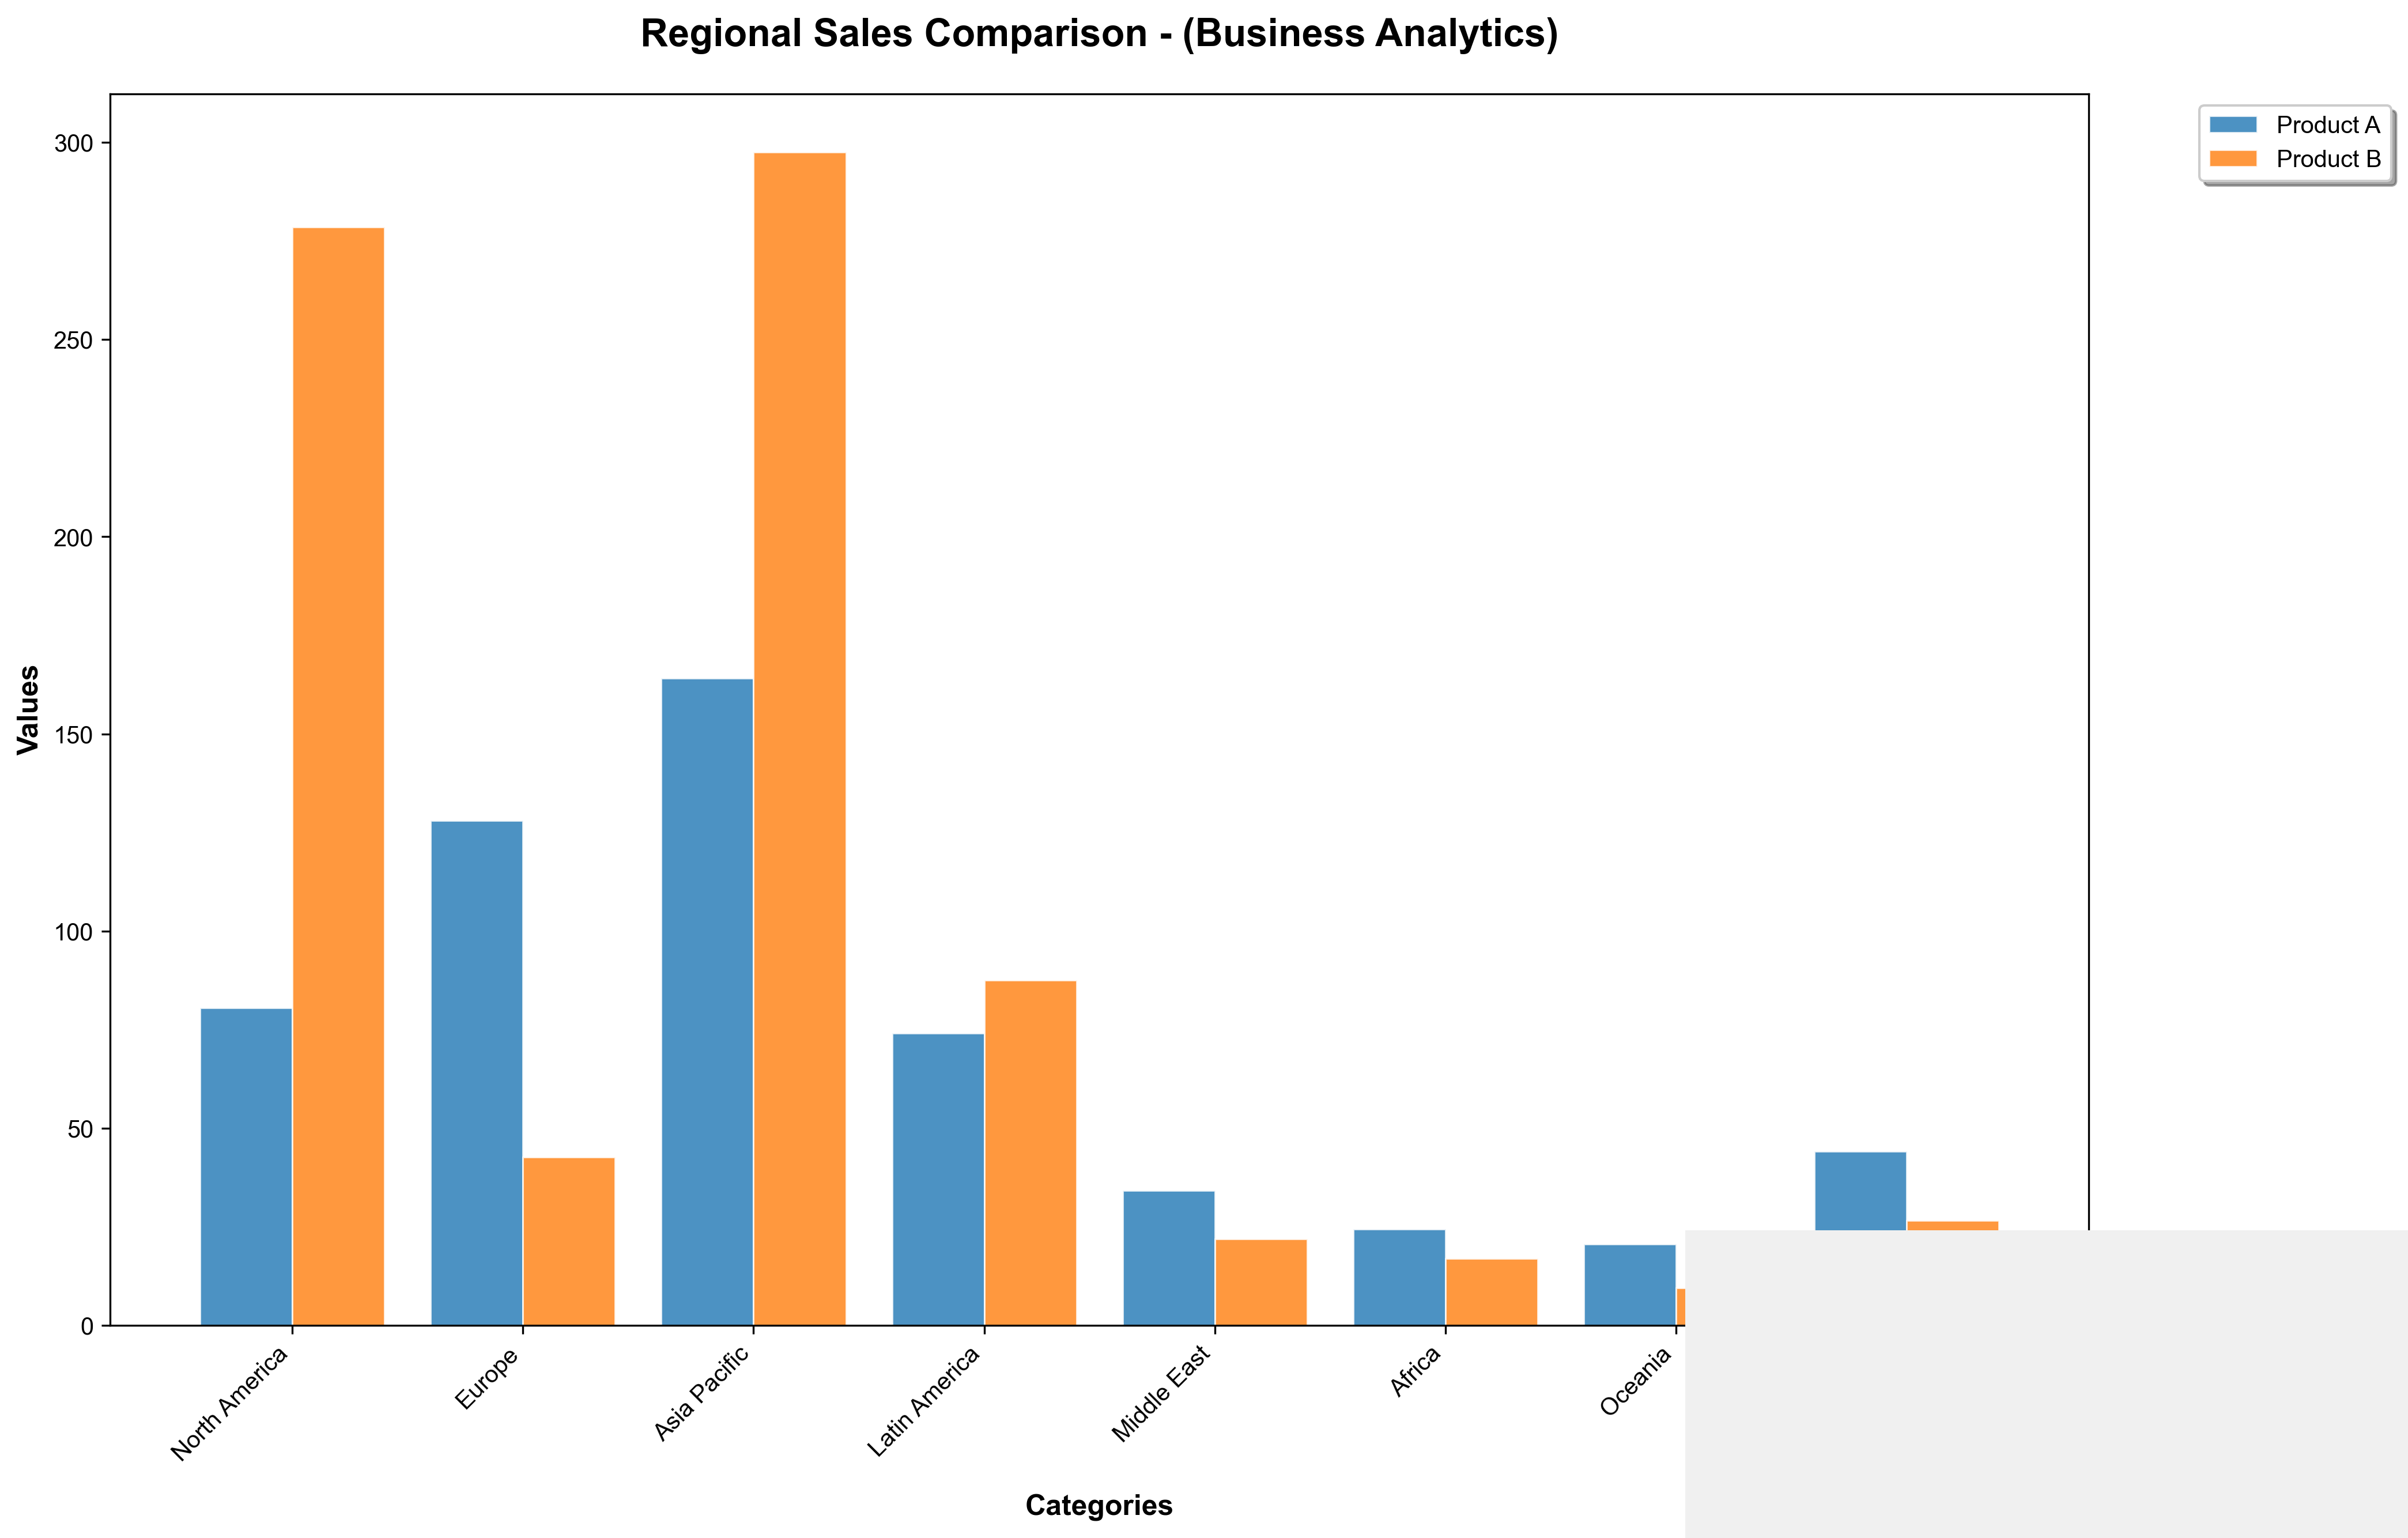 Regional Sales Comparison - (Business Analytics)
Product A
Product B
Values
300
250
200
150
100
50
0
North America
Europe
Asia Pacific
Latin America
Middle East
Africa
Oceania
Categories